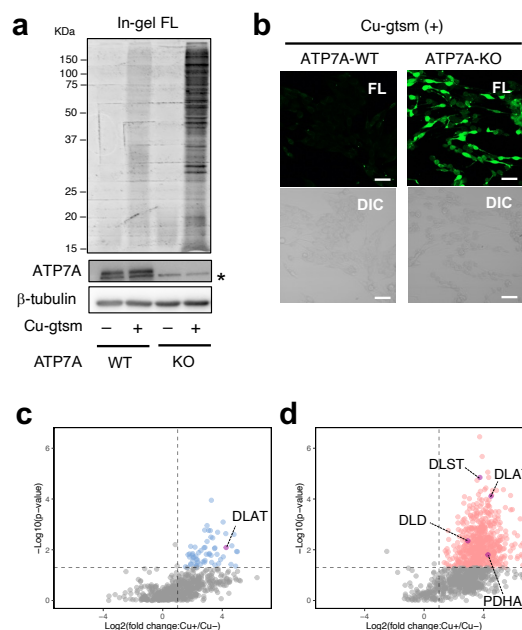 a
In-gel FL
KDa
150
100
75
50
37
25
20
15
ATP7A
*
β-tubulin
Cu-gtsm − + − +
ATP7A WT KO
b
Cu-gtsm (+)
ATP7A-WT ATP7A-KO
FL FL
DIC DIC
c
6
4
2
0
−Log10(p-value)
DLAT
−4 0 4
Log2(fold change:Cu+/Cu−)
d
6
4
2
0
−Log10(p-value)
DLST
DLA
DLD
PDHA
−4 0 4
Log2(fold change:Cu+/Cu−)